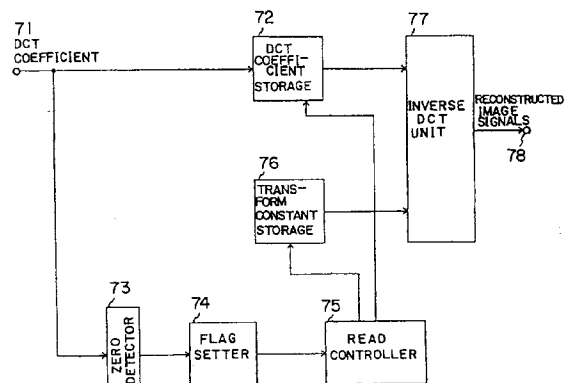 71
DCT
COEFFICIENT
72
DCT
COEFFI-
CIENT
STORAGE
77
INVERSE
DCT
UNIT
RECONSTRUCTED
IMAGE
SIGNALS
78
76
TRANS-
FORM
CONSTANT
STORAGE
73
ZERO
DETECTOR
74
FLAG
SETTER
75
READ
CONTROLLER